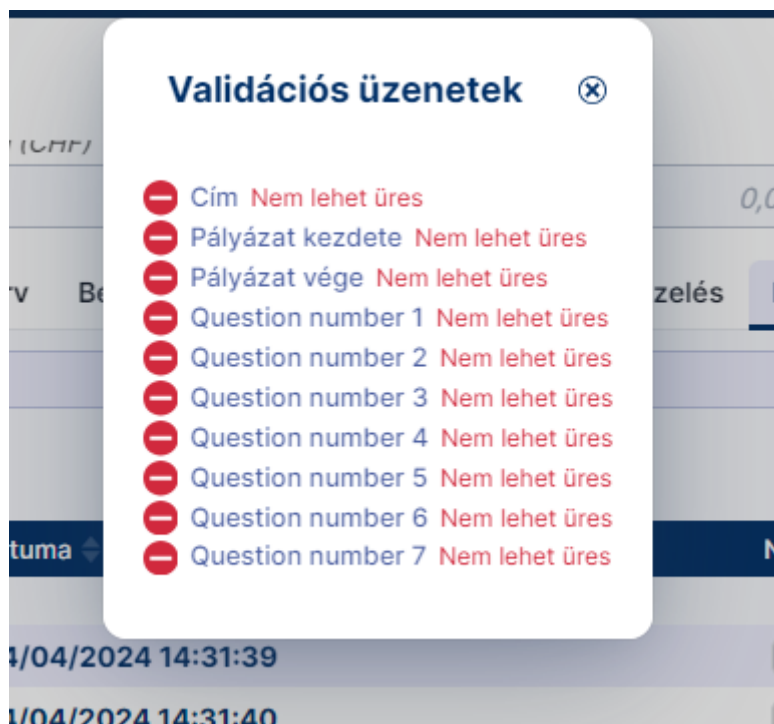 Validációs üzenetek
(CHF)
Cím Nem lehet üres
0,0
Pályázat kezdete Nem lehet üres
Pályázat vége Nem lehet üres
zelés
Question number 1 Nem lehet üres
Question number 2 Nem lehet üres
Question number 3 Nem lehet üres
Question number 4 Nem lehet üres
Question number 5 Nem lehet üres
Question number 6 Nem lehet üres
tuma
Question number 7 Nem lehet üres
4/04/2024 14:31:39
4/04/2024 14:31:40